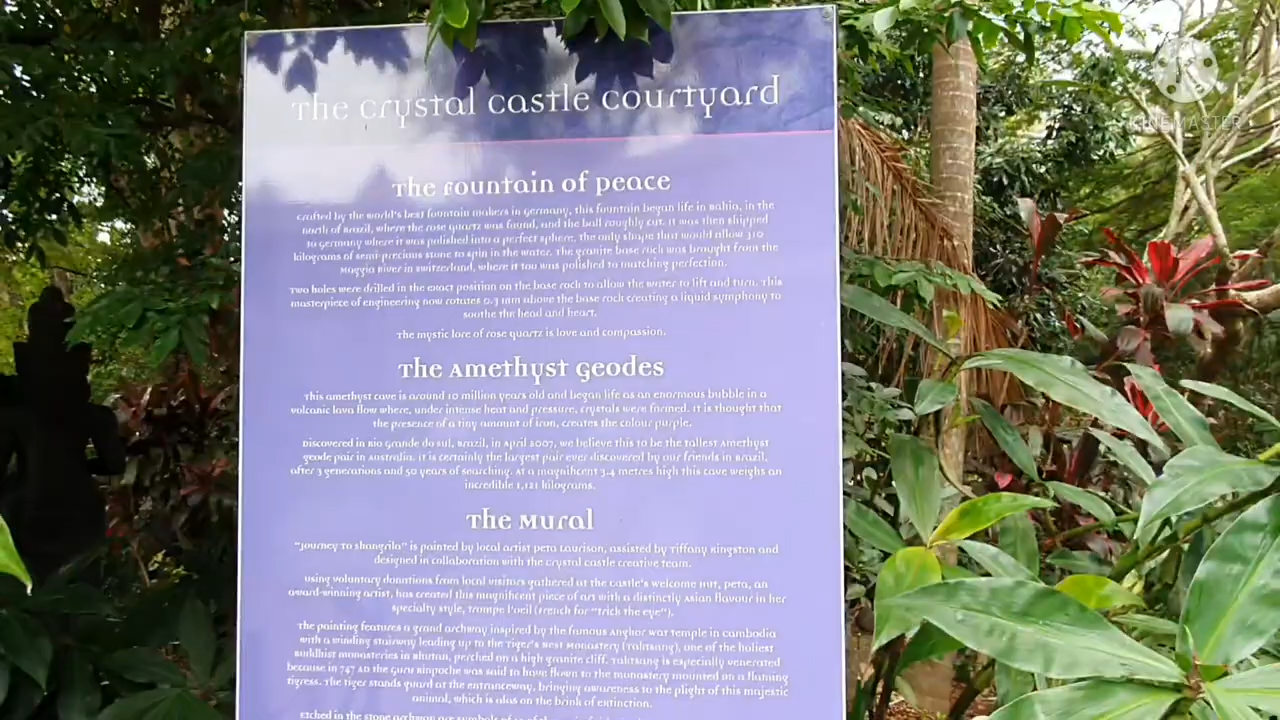 KINEMASTER
The crystal castle courtyard
The Fountain of peace
crafted by the world's best fountain makers in Germany, this fountain began life in Bahia, in the
north of Brazil, where the rose quartz was found, and the ball roughly cut. It was then shipped
to Germany where it was polished into a perfect sphere, the only shape that would allow 310
kilograms of semi-precious stone to spin in the water. The granite base rock was brought from the
Maggia river in Switzerland, where it too was polished to matching perfection.
Two holes were drilled in the exact position on the base rock to allow the water to lift and turn. This
masterpiece of engineering now rotates 0.3 mm above the base rock creating a liquid symphony to
soothe the head and heart.
The mystic lore of rose quartz is love and compassion.
The Amethyst Geodes
This amethyst cave is around 10 million years old and began life as an enormous bubble in a
volcanic lava flow where, under intense heat and pressure, crystals were formed. It is thought that
the presence of a tiny amount of iron, creates the colour purple.
Discovered in Rio Grande do Sul, Brazil, in April 2007, we believe this to be the tallest amethyst
geode pair in Australia. It is certainly the largest pair ever discovered by our friends in Brazil,
after 3 generations and 50 years of searching. At a magnificent 3.4 metres high this cave weighs an
incredible 1,121 kilograms.
The Mural
"Journey to Shangrila" is painted by local artist Peta Laurison, assisted by Tiffany Kingston and
designed in collaboration with the crystal castle creative team.
Using voluntary donations from local visitors gathered at the castle's welcome hut, Peta, an
award-winning artist, has created this magnificent piece of art with a distinctly Asian flavour in her
specialty style, trompe l'oeil (French for "trick the eye").
The painting features a grand archway inspired by the famous Angkor Wat temple in Cambodia
with a winding stairway leading up to the Tiger's Nest Monastery (Taktsang), one of the holiest
Buddhist monasteries in Bhutan, perched on a high granite cliff. Taktsang is especially venerated
because in 747 AD the guru Rinpoche was said to have flown to the monastery mounted on a flaming
tigress. The tiger stands guard at the entranceway, bringing awareness to the plight of this majestic
animal, which is alas on the brink of extinction.
Etched in the stone archway are symbols of